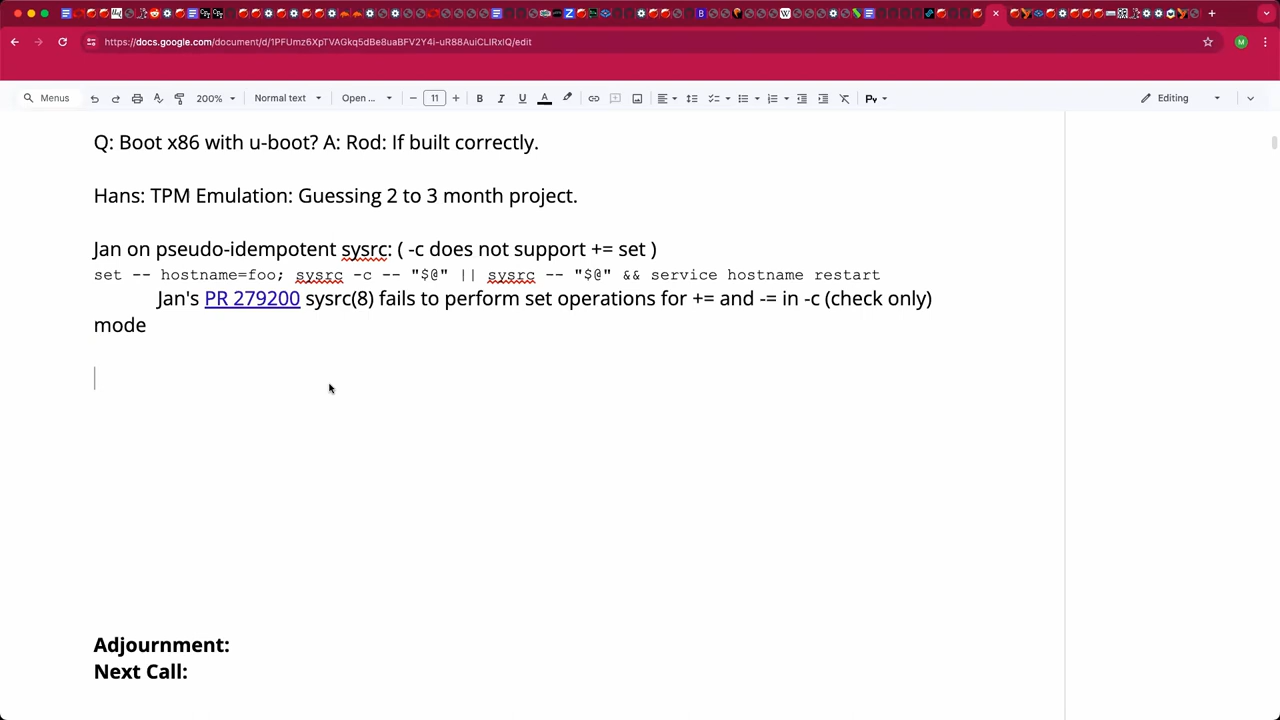 https://docs.google.com/document/d/1PFUmz6XpTVAGkq5dBe8uaBFV2Y4i-uR88AuiCLIRxIQ/edit
M
Menus
200%
Normal text
Open ...
11
Editing
Q: Boot x86 with u-boot? A: Rod: If built correctly.
Hans: TPM Emulation: Guessing 2 to 3 month project.
Jan on pseudo-idempotent sysrc: ( -c does not support += set )
set -- hostname=foo; sysrc -c -- "$@" || sysrc -- "$@" && service hostname restart
Jan's PR 279200 sysrc(8) fails to perform set operations for += and -= in -c (check only)
mode
Adjournment:
Next Call: